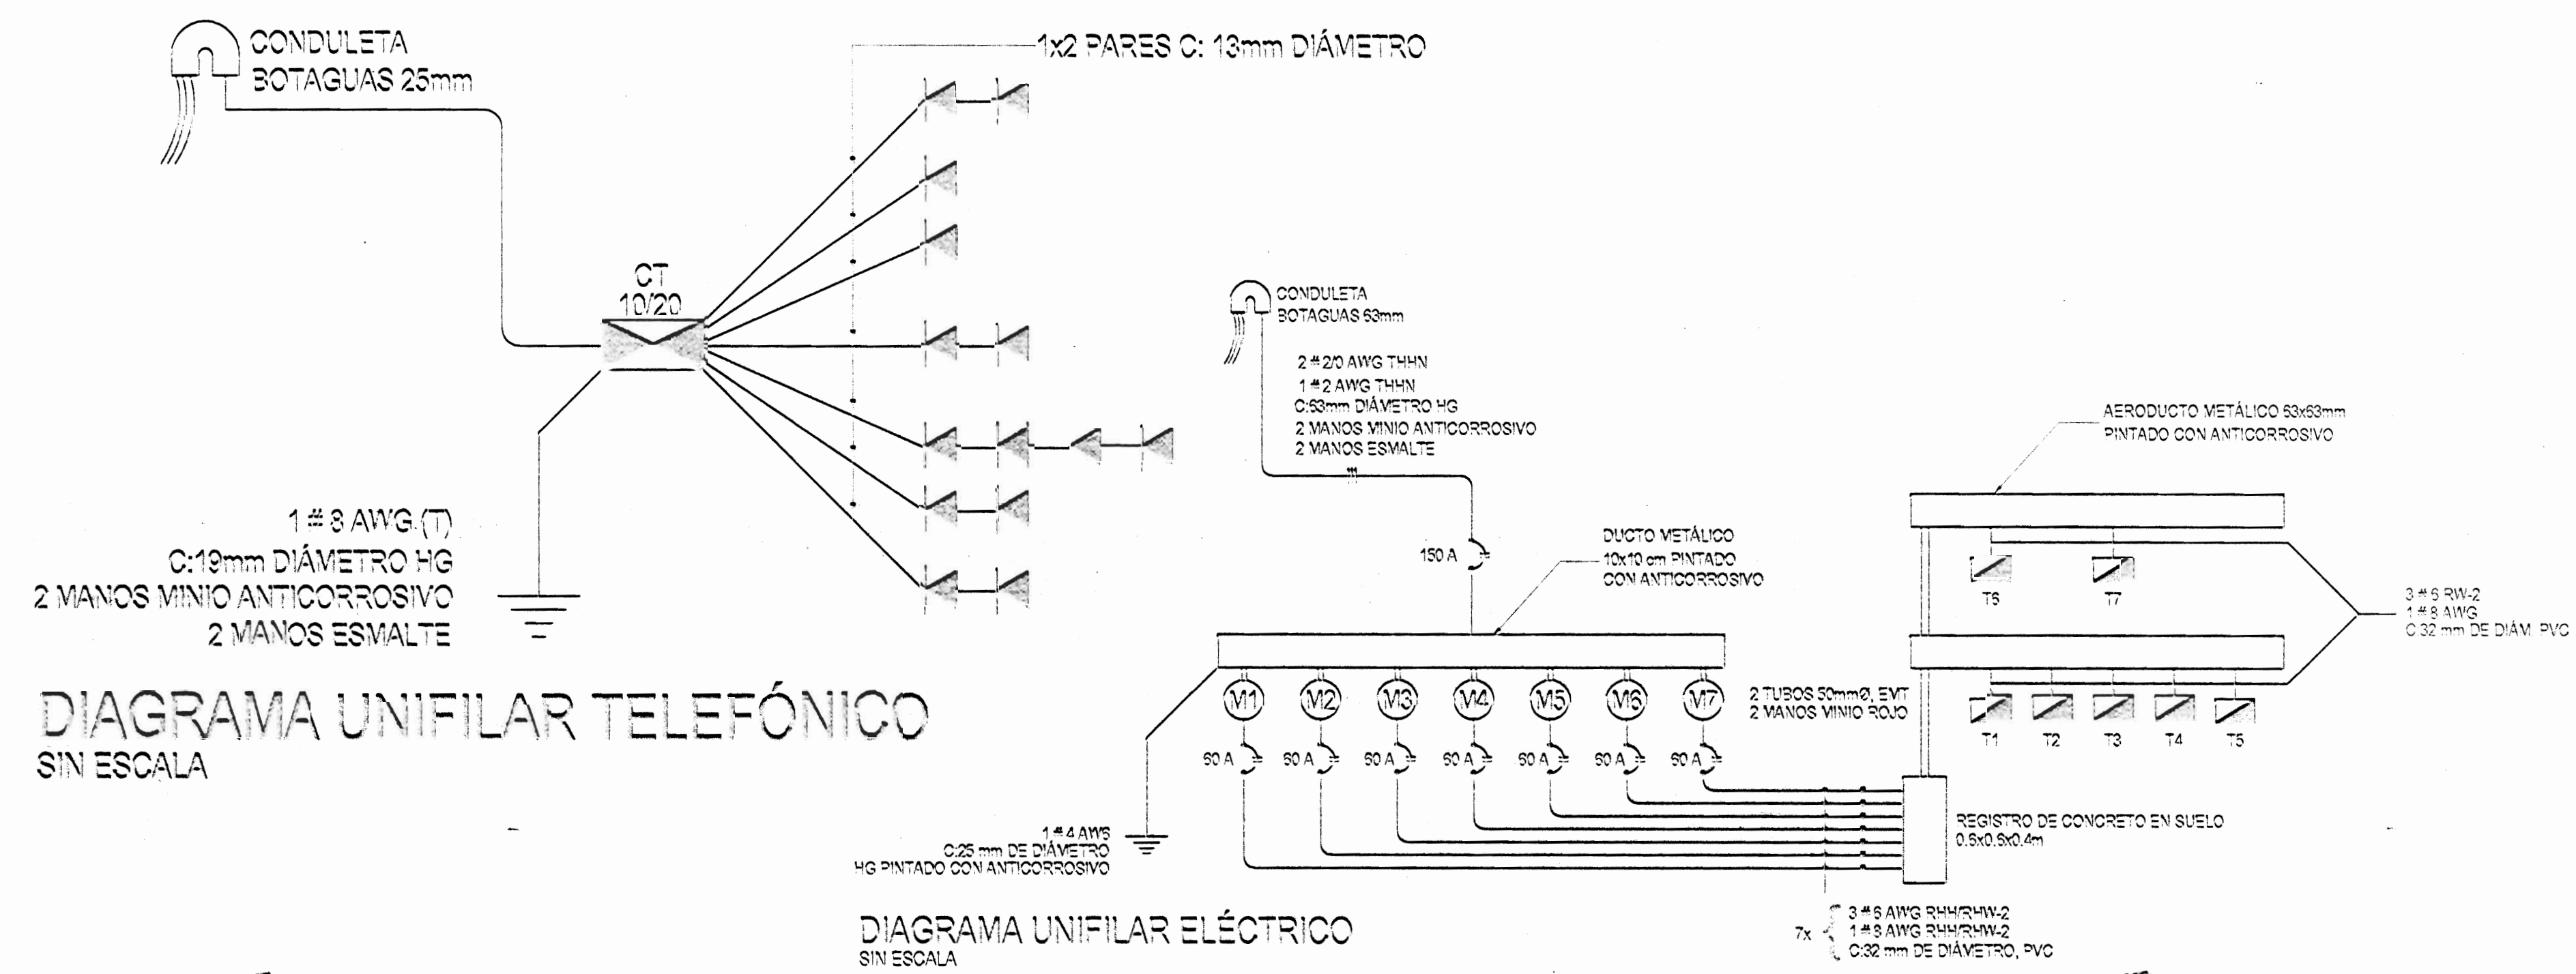 CONDULETA
BOTAGUAS 25mm
1x2 PARES C: 13mm DIÁMETRO
CT
10/20
1 # 8 AWG (T)
C:19mm DIÁMETRO HG
2 MANOS MINIO ANTICORROSIVO
2 MANOS ESMALTE
DIAGRAMA UNIFILAR TELEFÓNICO
SIN ESCALA
CONDULETA
BOTAGUAS 63mm
2 # 2/0 AWG THHN
1 # 2 AWG THHN
C:63mm DIÁMETRO HG
2 MANOS MINIO ANTICORROSIVO
2 MANOS ESMALTE
150 A
DUCTO METÁLICO
10x10 cm PINTADO
CON ANTICORROSIVO
M1 M2 M3 M4 M5 M6 M7
60 A 60 A 60 A 60 A 60 A 60 A 60 A
2 TUBOS 50mmØ, EMT
2 MANOS MINIO ROJO
AERODUCTO METÁLICO 63x63mm
PINTADO CON ANTICORROSIVO
T6 T7
3 # 6 RW-2
1 # 8 AWG
C:32 mm DE DIÁM. PVC
T1 T2 T3 T4 T5
REGISTRO DE CONCRETO EN SUELO
0.6x0.6x0.4m
1 # 4 AWG
C:25 mm DE DIÁMETRO
HG PINTADO CON ANTICORROSIVO
7x
3 # 6 AWG RHH/RHW-2
1 # 8 AWG RHH/RHW-2
C:32 mm DE DIÁMETRO, PVC
DIAGRAMA UNIFILAR ELÉCTRICO
SIN ESCALA